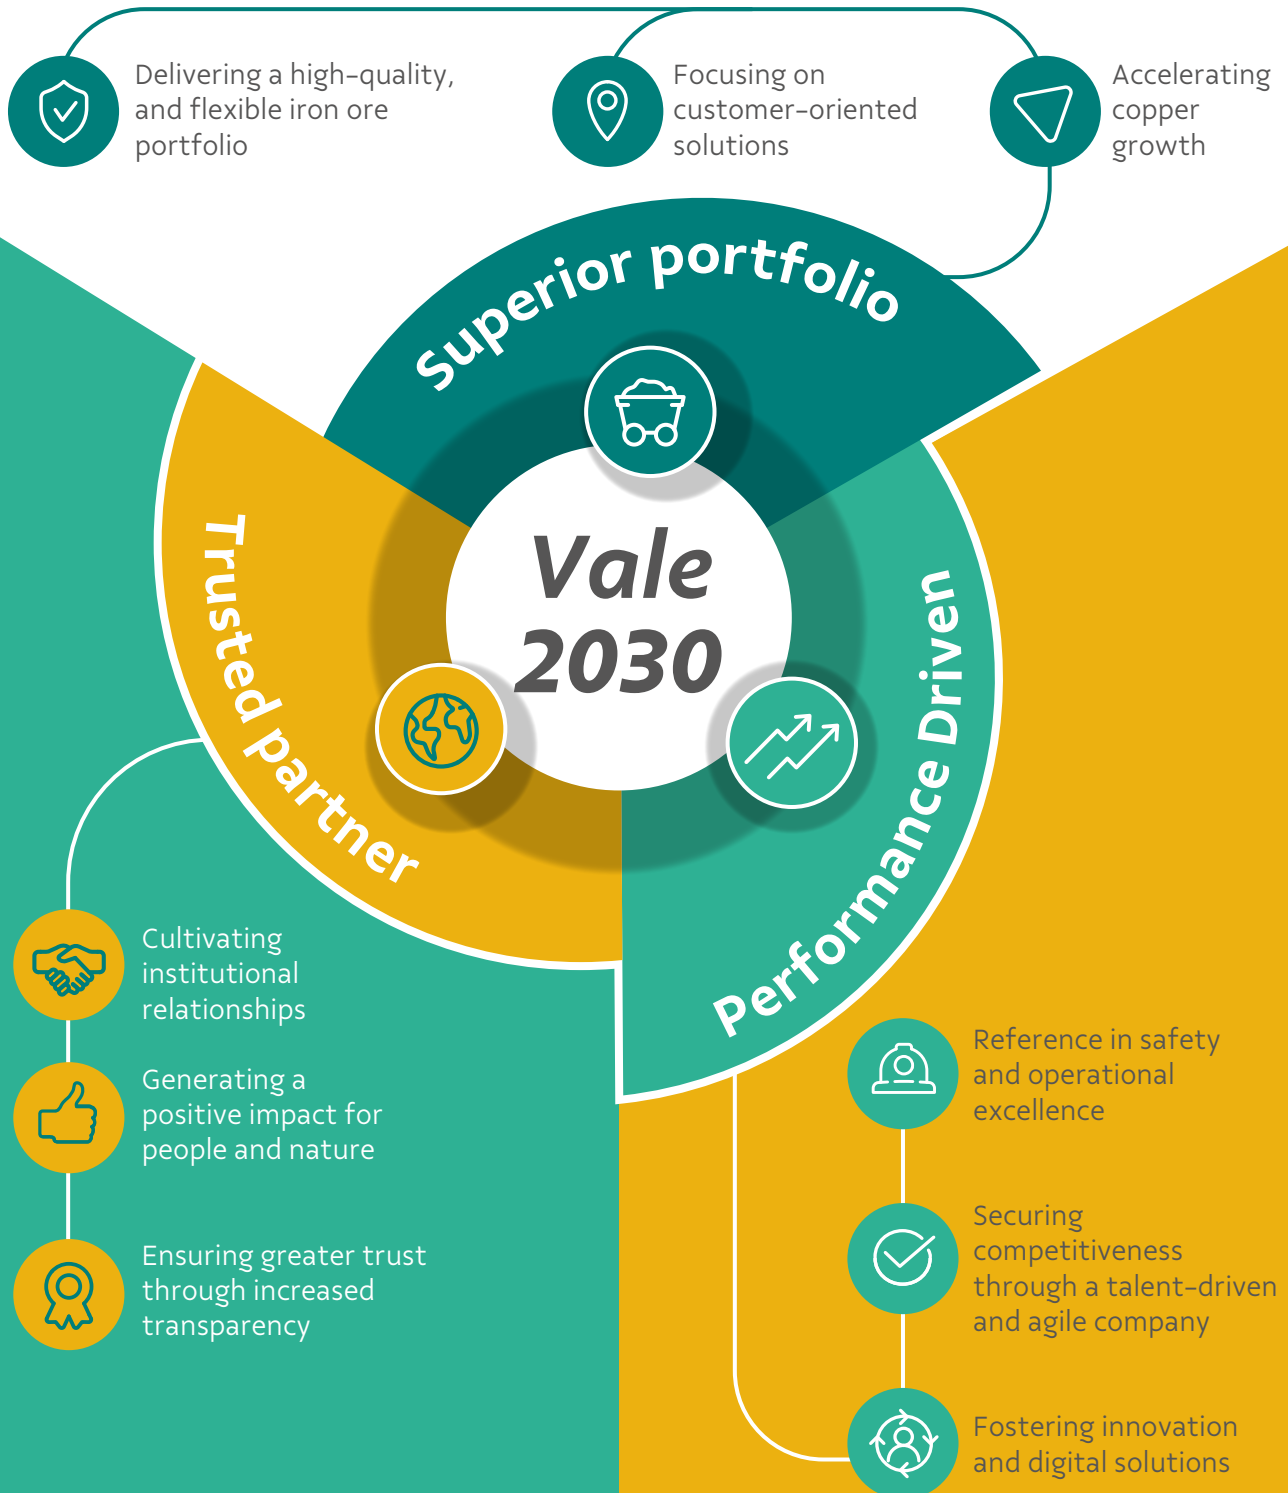 Delivering a high-quality,
and flexible iron ore
portfolio
Focusing on
customer-oriented
solutions
Accelerating
copper
growth
Superior portfolio
Vale
2030
Trusted partner
Performance Driven
Cultivating
institutional
relationships
Generating a
positive impact for
people and nature
Ensuring greater trust
through increased
transparency
Reference in safety
and operational
excellence
Securing
competitiveness
through a talent-driven
and agile company
Fostering innovation
and digital solutions